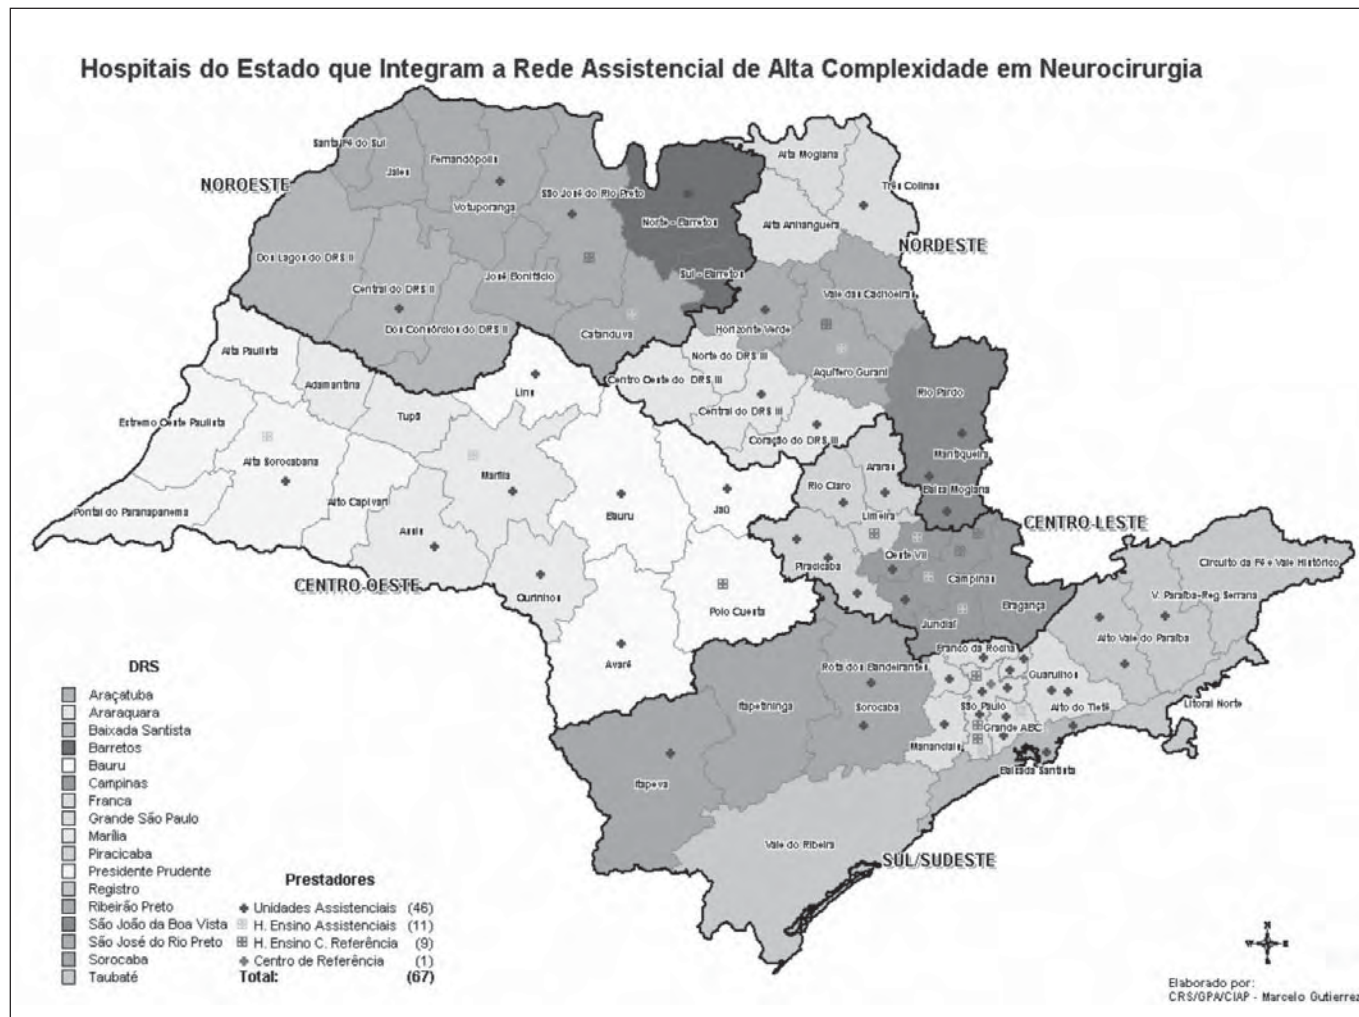 Hospitais do Estado que Integram a Rede Assistencial de Alta Complexidade em Neurocirurgia
Santa Fé do Sul
Jales
Fernandópolis
Votuporanga
São José do Rio Preto
NOROESTE
Norte - Barretos
Sul - Barretos
Alta Mogiana
Três Colinas
Alta Anhanguera
NORDESTE
Dos Lagos do DRS II
Central do DRS II
José Bonifácio
Dos Consórcios do DRS II
Catanduva
Horizonte Verde
Vale das Cachoeiras
Aquífero Gurani
Alta Paulista
Adamantina
Lins
Norte do DRS III
Centro Oeste do DRS III
Central do DRS III
Coração do DRS III
Rio Pardo
Mantiqueira
Baixa Mogiana
Extremo Oeste Paulista
Tupã
Alta Sorocabana
Marília
Alto Capivari
Pontal do Paranapanema
Assis
Bauru
Jaú
Rio Claro
Araras
Limeira
Piracicaba
Oeste VII
Campinas
Bragança
Jundiaí
CENTRO-LESTE
CENTRO-OESTE
Ourinhos
Polo Cuesta
Avaré
Circuito da Fé e Vale Histórico
V. Paraíba-Reg. Serrana
Alto Vale do Paraíba
Litoral Norte
Franco da Rocha
Guarulhos
São Paulo
Alto do Tietê
Grande ABC
Mananciais
Baixada Santista
Rota dos Bandeirantes
Sorocaba
Itapetininga
Itapeva
Vale do Ribeira
SUL/SUDESTE
DRS
Araçatuba
Araraquara
Baixada Santista
Barretos
Bauru
Campinas
Franca
Grande São Paulo
Marília
Piracicaba
Presidente Prudente
Registro
Ribeirão Preto
São João da Boa Vista
São José do Rio Preto
Sorocaba
Taubaté
Prestadores
Unidades Assistenciais (46)
H. Ensino Assistenciais (11)
H. Ensino C. Referência (9)
Centro de Referência (1)
Total: (67)
N
W E
S
Elaborado por:
CRS/GPA/CIAP - Marcelo Gutierrez